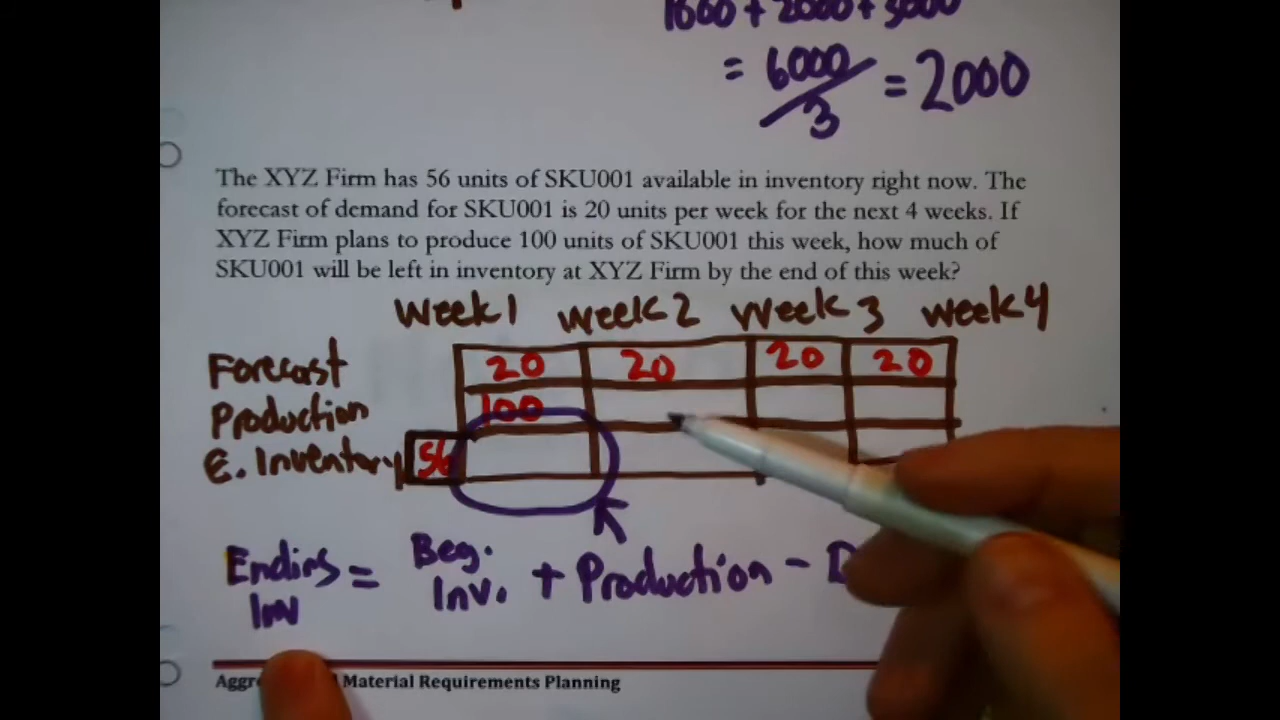 1000 + 2000 + 3000
= 6000/3 = 2000
The XYZ Firm has 56 units of SKU001 available in inventory right now. The
forecast of demand for SKU001 is 20 units per week for the next 4 weeks. If
XYZ Firm plans to produce 100 units of SKU001 this week, how much of
SKU001 will be left in inventory at XYZ Firm by the end of this week?
Week 1 Week 2 Week 3 Week 4
Forecast 20 20 20 20
Production 100
E. Inventory 56
Ending Inv = Beg. Inv. + Production -
Material Requirements Planning